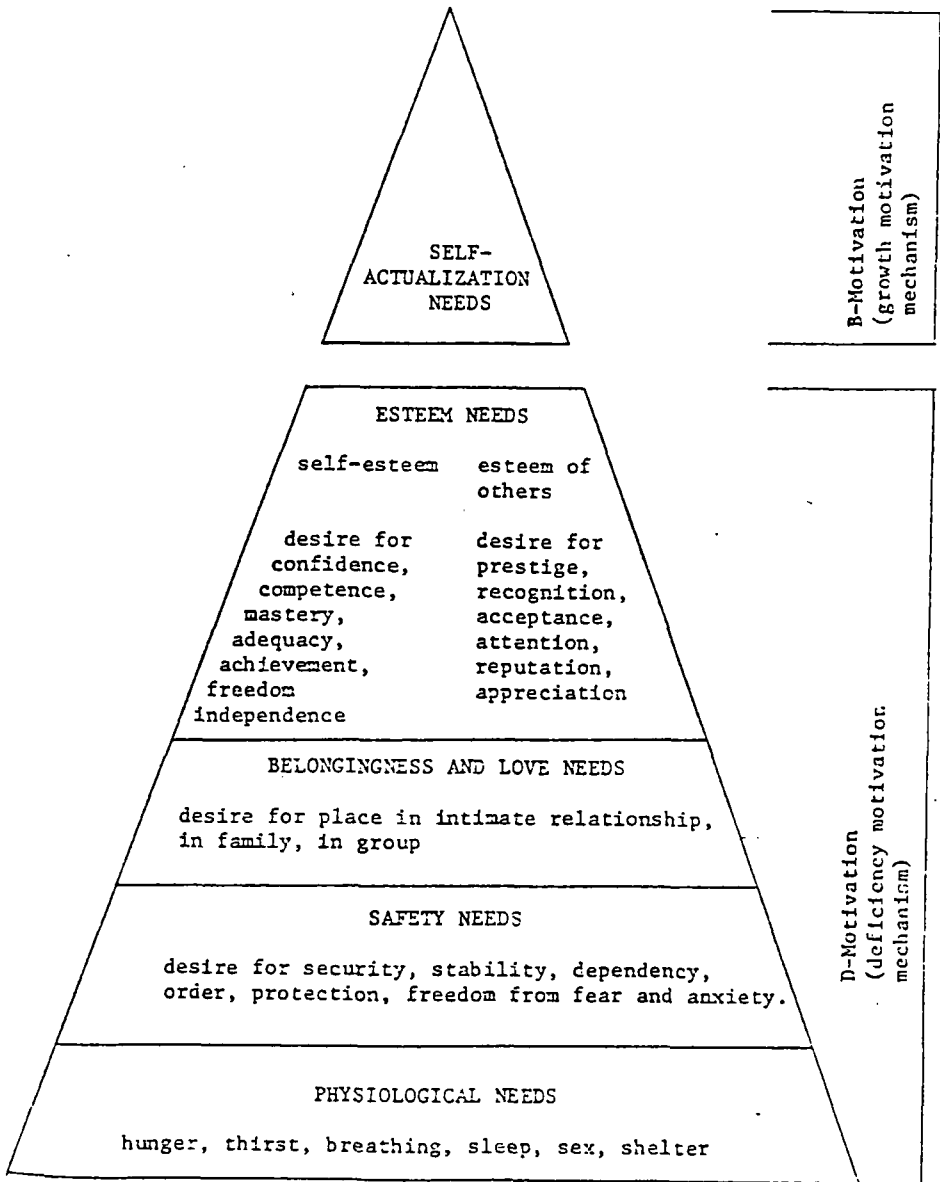 SELF-
ACTUALIZATION
NEEDS
B-Motivation
(growth motivation
mechanism)
ESTEEM NEEDS
self-esteem
esteem of
others
desire for
confidence,
competence,
mastery,
adequacy,
achievement,
freedom
independence
desire for
prestige,
recognition,
acceptance,
attention,
reputation,
appreciation
BELONGINGNESS AND LOVE NEEDS
desire for place in intimate relationship,
in family, in group
SAFETY NEEDS
desire for security, stability, dependency,
order, protection, freedom from fear and anxiety.
PHYSIOLOGICAL NEEDS
hunger, thirst, breathing, sleep, sex, shelter
D-Motivation
(deficiency motivation
mechanism)